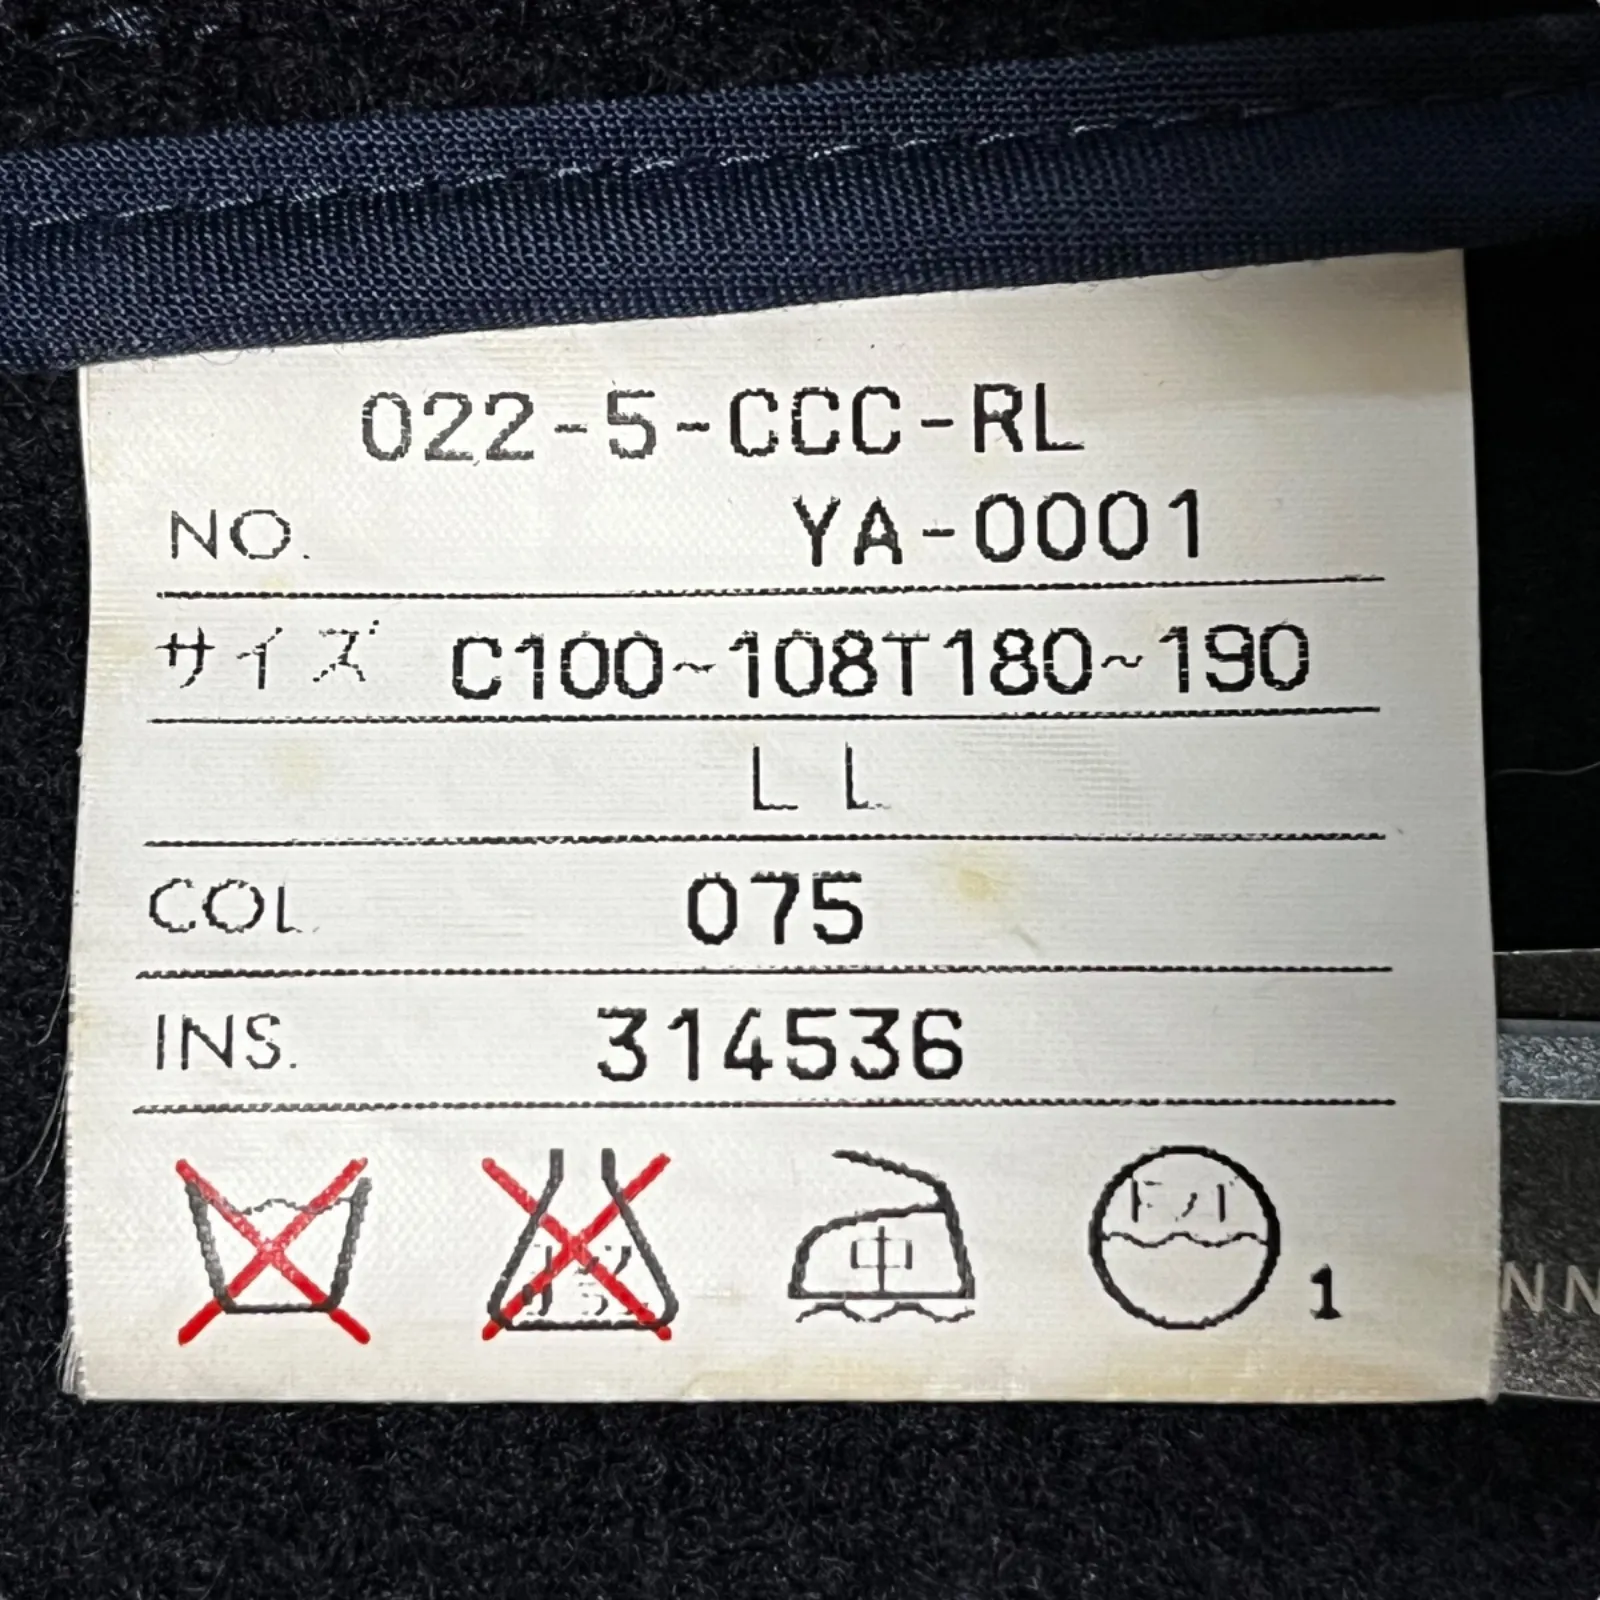 022-5-CCC-RL
NO. YA-0001
サイズ C100~108T180~190
LL
COL. 075
INS. 314536
中
1